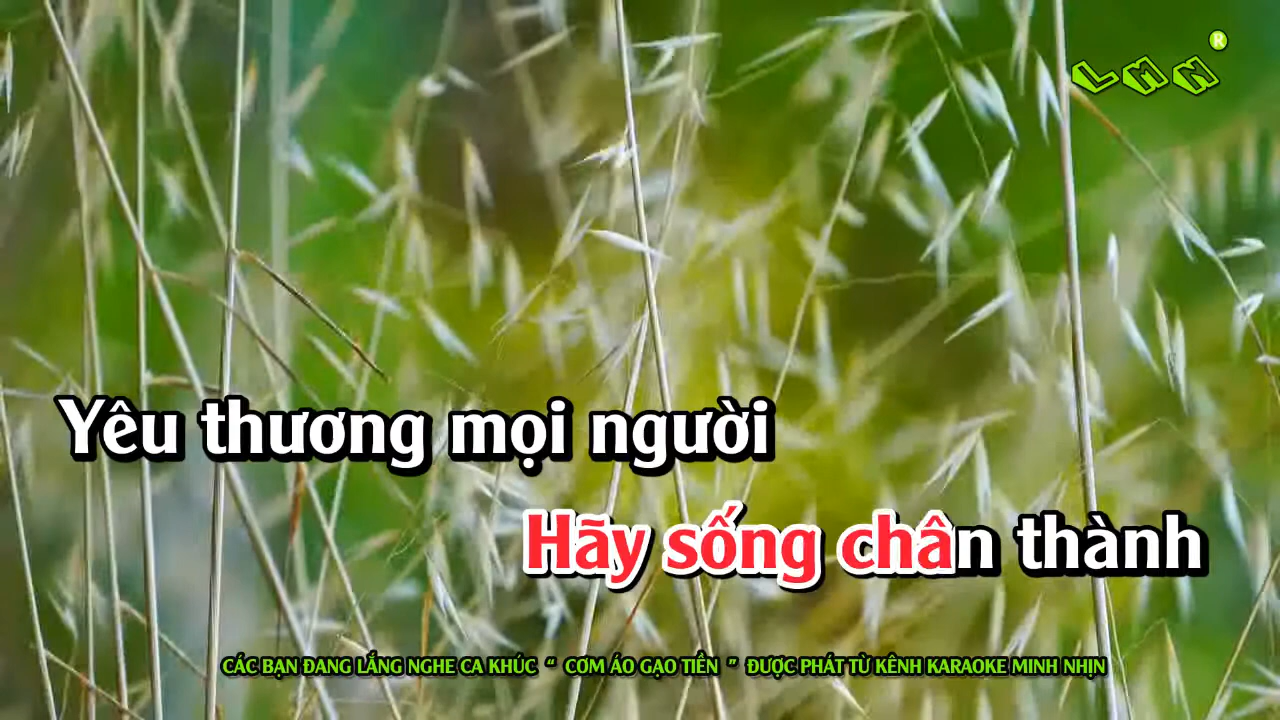 LMN ®
Yêu thương mọi người
Hãy sống chân thành
CÁC BẠN ĐANG LẮNG NGHE CA KHÚC “ CƠM ÁO GẠO TIỀN ” ĐƯỢC PHÁT TỪ KÊNH KARAOKE MINH NHỊN